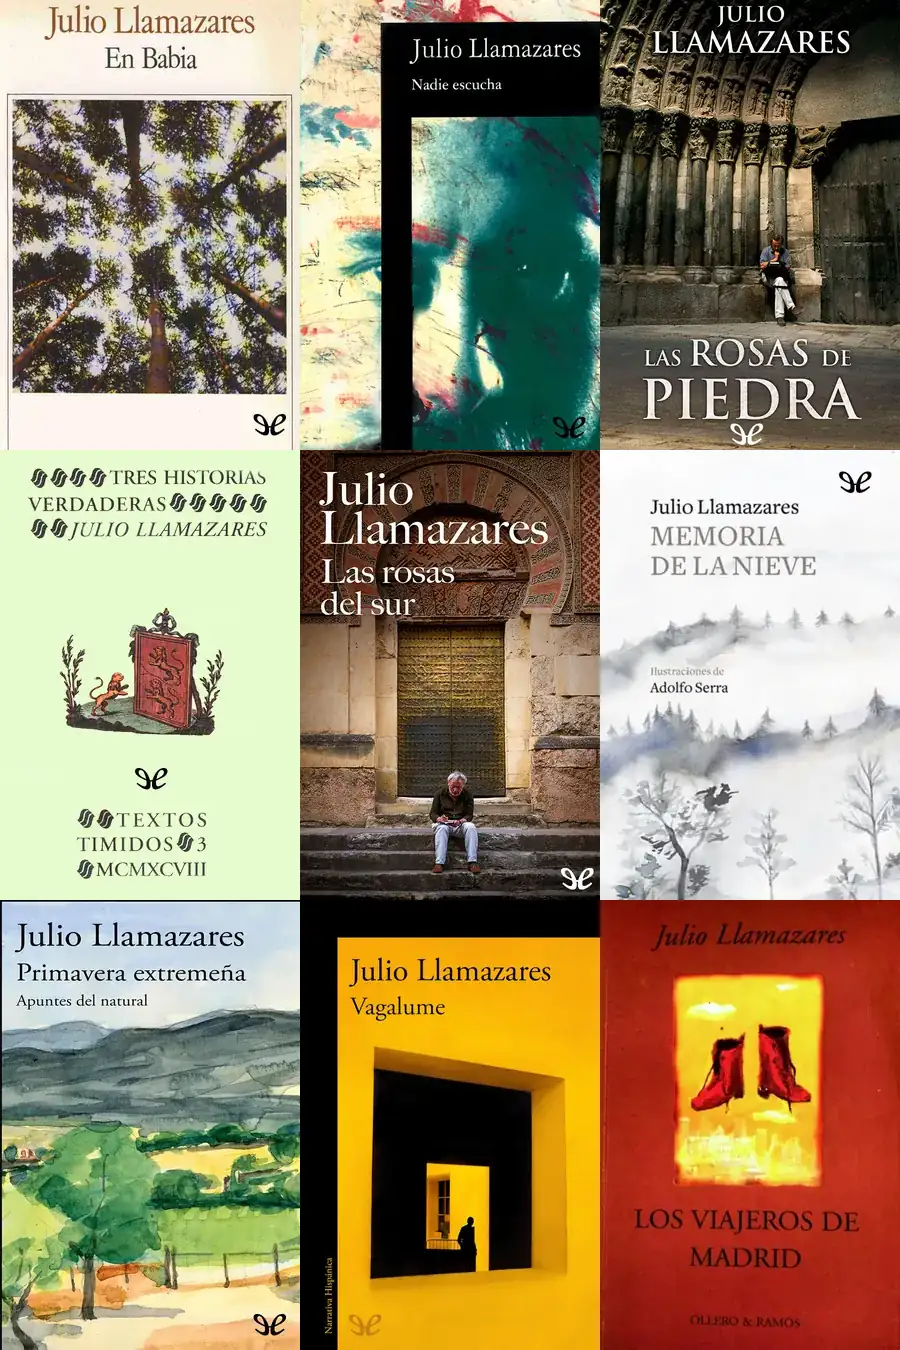 Julio Llamazares
En Babia
Julio Llamazares
Nadie escucha
JULIO
LLAMAZARES
LAS ROSAS DE
PIEDRA
TRES HISTORIAS
VERDADERAS
JULIO LLAMAZARES
TEXTOS
TIMIDOS 3
MCMXCVIII
Julio
Llamazares
Las rosas
del sur
Julio Llamazares
MEMORIA
DE LA NIEVE
Ilustraciones de
Adolfo Serra
Julio Llamazares
Primavera extremeña
Apuntes del natural
Julio Llamazares
Vagalume
Narrativa Hispánica
Julio Llamazares
LOS VIAJEROS DE
MADRID
OLLERO & RAMOS